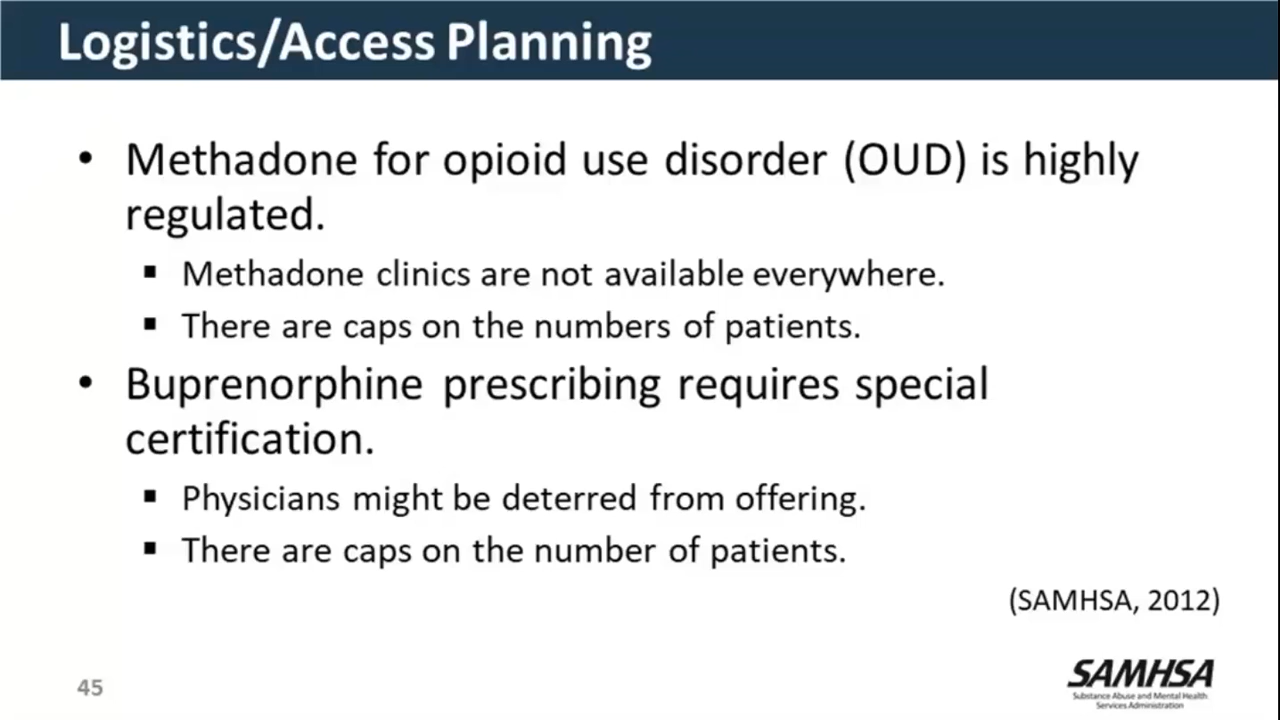 Logistics/Access Planning
• Methadone for opioid use disorder (OUD) is highly
regulated.
▪ Methadone clinics are not available everywhere.
▪ There are caps on the numbers of patients.
• Buprenorphine prescribing requires special
certification.
▪ Physicians might be deterred from offering.
▪ There are caps on the number of patients.
(SAMHSA, 2012)
45
SAMHSA
Substance Abuse and Mental Health
Services Administration